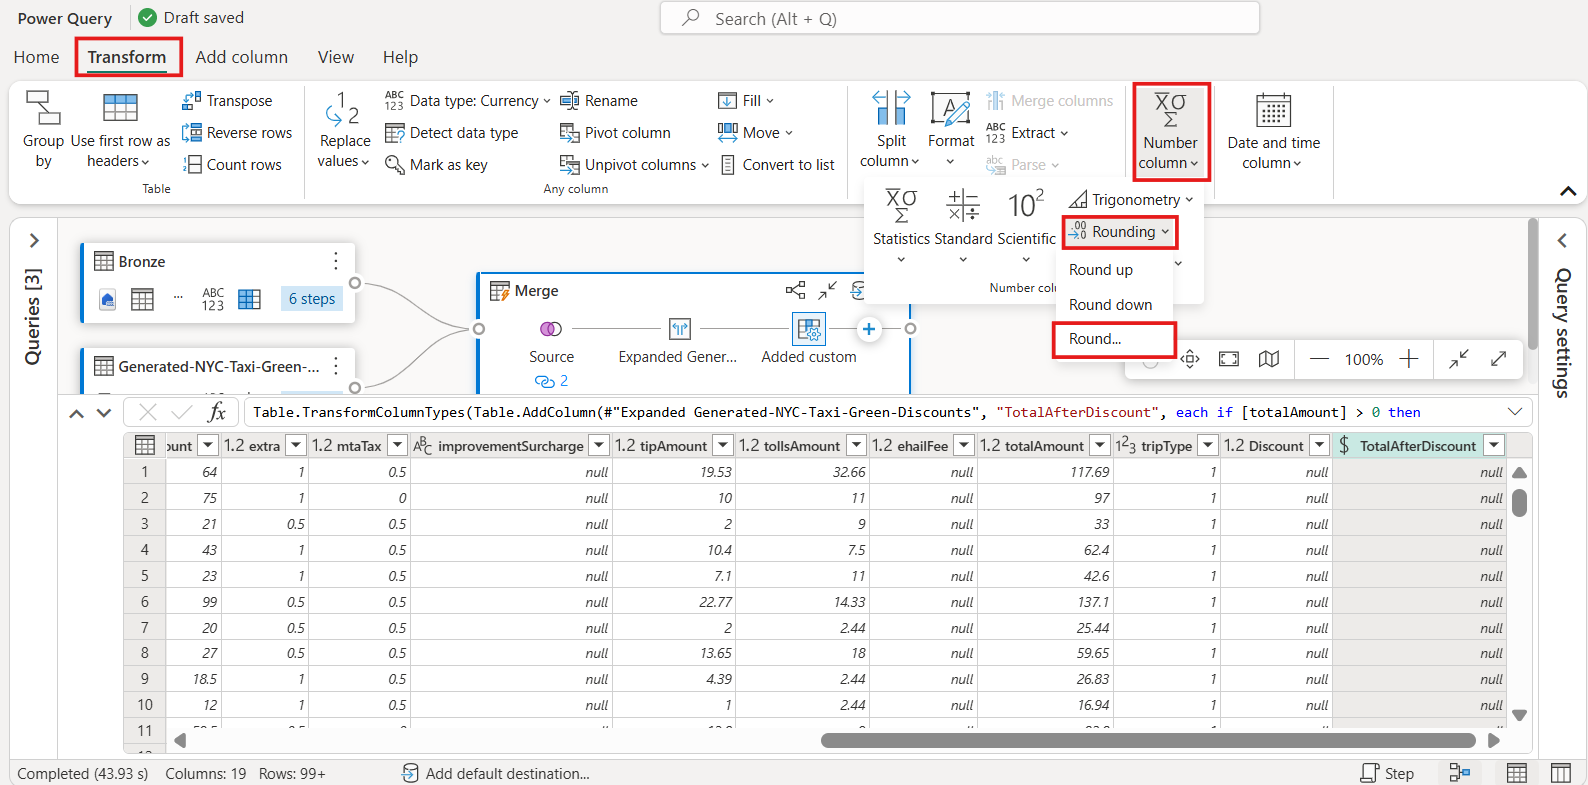 Power Query
Draft saved
Search (Alt + Q)
Home
Transform
Add column
View
Help
Group by
Use first row as headers
Transpose
Reverse rows
Count rows
Table
Replace values
Data type: Currency
Detect data type
Mark as key
Rename
Pivot column
Unpivot columns
Fill
Move
Convert to list
Any column
Split column
Format
Merge columns
Extract
Parse
Number column
Date and time column
Statistics
Standard
Scientific
Trigonometry
Rounding
Round up
Round down
Round...
Number colu
Queries [3]
Bronze
ABC 123
6 steps
Generated-NYC-Taxi-Green-...
Merge
Source
2
Expanded Gener...
Added custom
100%
Query settings
fx Table.TransformColumnTypes(Table.AddColumn(#"Expanded Generated-NYC-Taxi-Green-Discounts", "TotalAfterDiscount", each if [totalAmount] > 0 then
ount 1.2 extra 1.2 mtaTax ABC improvementSurcharge 1.2 tipAmount 1.2 tollsAmount 1.2 ehailFee 1.2 totalAmount 123 tripType 1.2 Discount $ TotalAfterDiscount
1 64 1 0.5 null 19.53 32.66 null 117.69 1 null null
2 75 1 0 null 10 11 null 97 1 null null
3 21 0.5 0.5 null 2 9 null 33 1 null null
4 43 1 0.5 null 10.4 7.5 null 62.4 1 null null
5 23 1 0.5 null 7.1 11 null 42.6 1 null null
6 99 0.5 0.5 null 22.77 14.33 null 137.1 1 null null
7 20 0.5 0.5 null 2 2.44 null 25.44 1 null null
8 27 0.5 0.5 null 13.65 18 null 59.65 1 null null
9 18.5 1 0.5 null 4.39 2.44 null 26.83 1 null null
10 12 1 0.5 null 1 2.44 null 16.94 1 null null
11
Completed (43.93 s)
Columns: 19
Rows: 99+
Add default destination...
Step